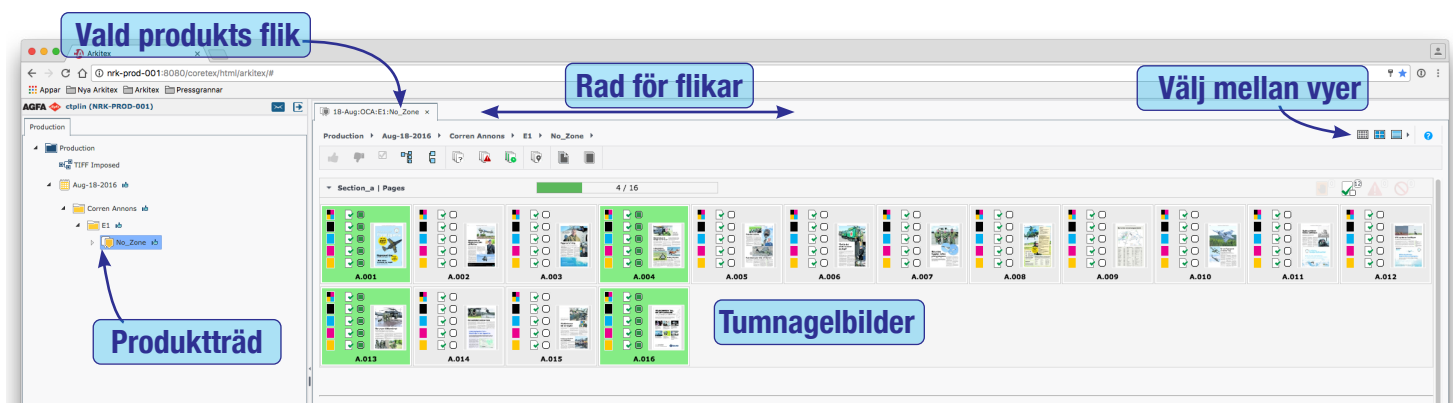 Vald produkts flik
Rad för flikar
Välj mellan vyer
Arkitex
nrk-prod-001:8080/coretex/html/arkitex/#
Appar Nya Arkitex Arkitex Pressgrannar
AGFA ctplin (NRK-PROD-001)
18-Aug:OCA:E1:No_Zone ×
Production
Production Aug-18-2016 Corren Annons E1 No_Zone
Production
TIFF Imposed
Aug-18-2016
Corren Annons
E1
No_Zone
Section_a | Pages
4 / 16
12
A.001 A.002 A.003 A.004 A.005 A.006 A.007 A.008 A.009 A.010 A.011 A.012
A.013 A.014 A.015 A.016
Produktträd
Tumnagelbilder